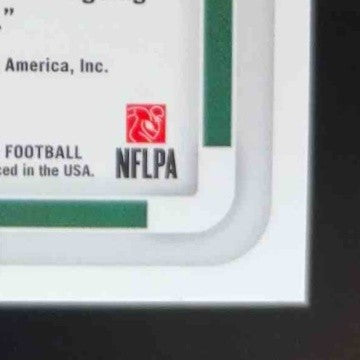 ”
America, Inc.
FOOTBALL
ced in the USA.
NFLPA